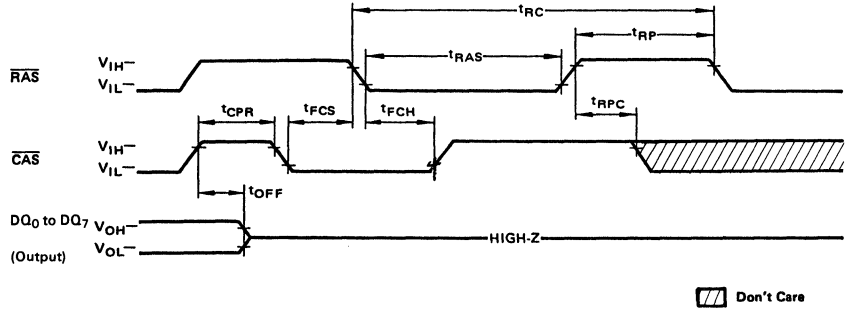 tRC
tRP
tRAS
RAS
VIH
VIL
tCPR
tFCS
tFCH
tRPC
CAS
VIH
VIL
tOFF
DQ0 to DQ7
VOH
(Output)
VOL
HIGH-Z
Don't Care